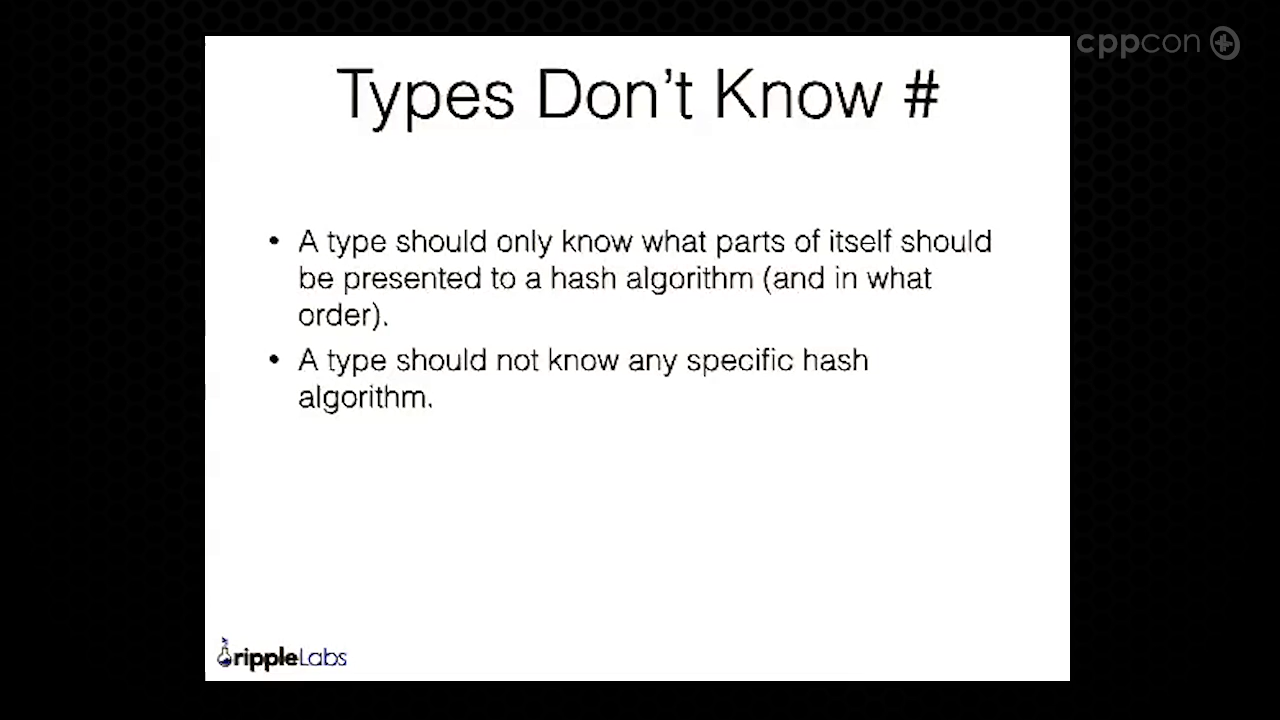 cppcon
Types Don't Know #
• A type should only know what parts of itself should
be presented to a hash algorithm (and in what
order).
• A type should not know any specific hash
algorithm.
rippleLabs